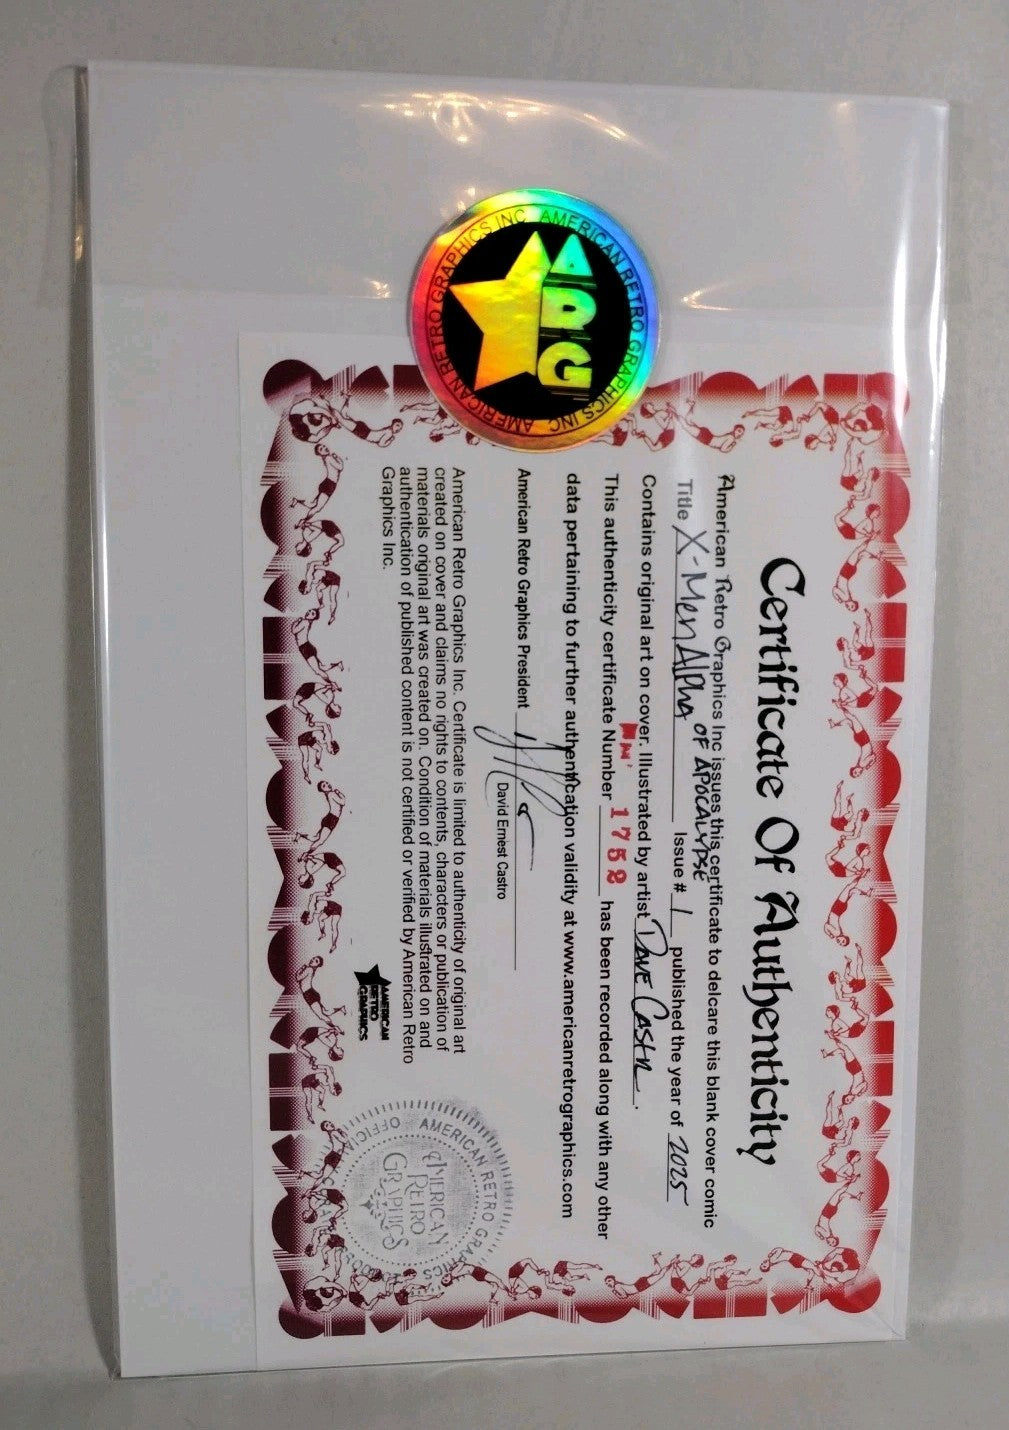 Certificate Of Authenticity
American Retro Graphics Inc issues this certificate to delcare this blank cover comic
OF APOCALYPSE
Title X-Men Alpha Issue # 1 published the year of 2025
Contains original art on cover. Illustrated by artist Dave Castr.
This authenticity certificate Number 1752 has been recorded along with any other
data pertaining to further authentication validity at www.americanretrographics.com
American Retro Graphics President
David Ernest Castro
American Retro Graphics Inc. Certificate is limited to authenticity of original art
created on cover and claims no rights to contents, characters or publication of
materials original art was created on. Condition of materials illustrated on and
authentication of published content is not certified or verified by American Retro
Graphics Inc.
AMERICAN
RETRO
GRAPHICS
AMERICAN RETRO GRAPHICS INC AMERICAN RETRO GRAPHICS INC
ARG
AMERICAN RETRO GRAPHICS
OFFICIAL
AMERICAN
RETRO
GRAPHICS